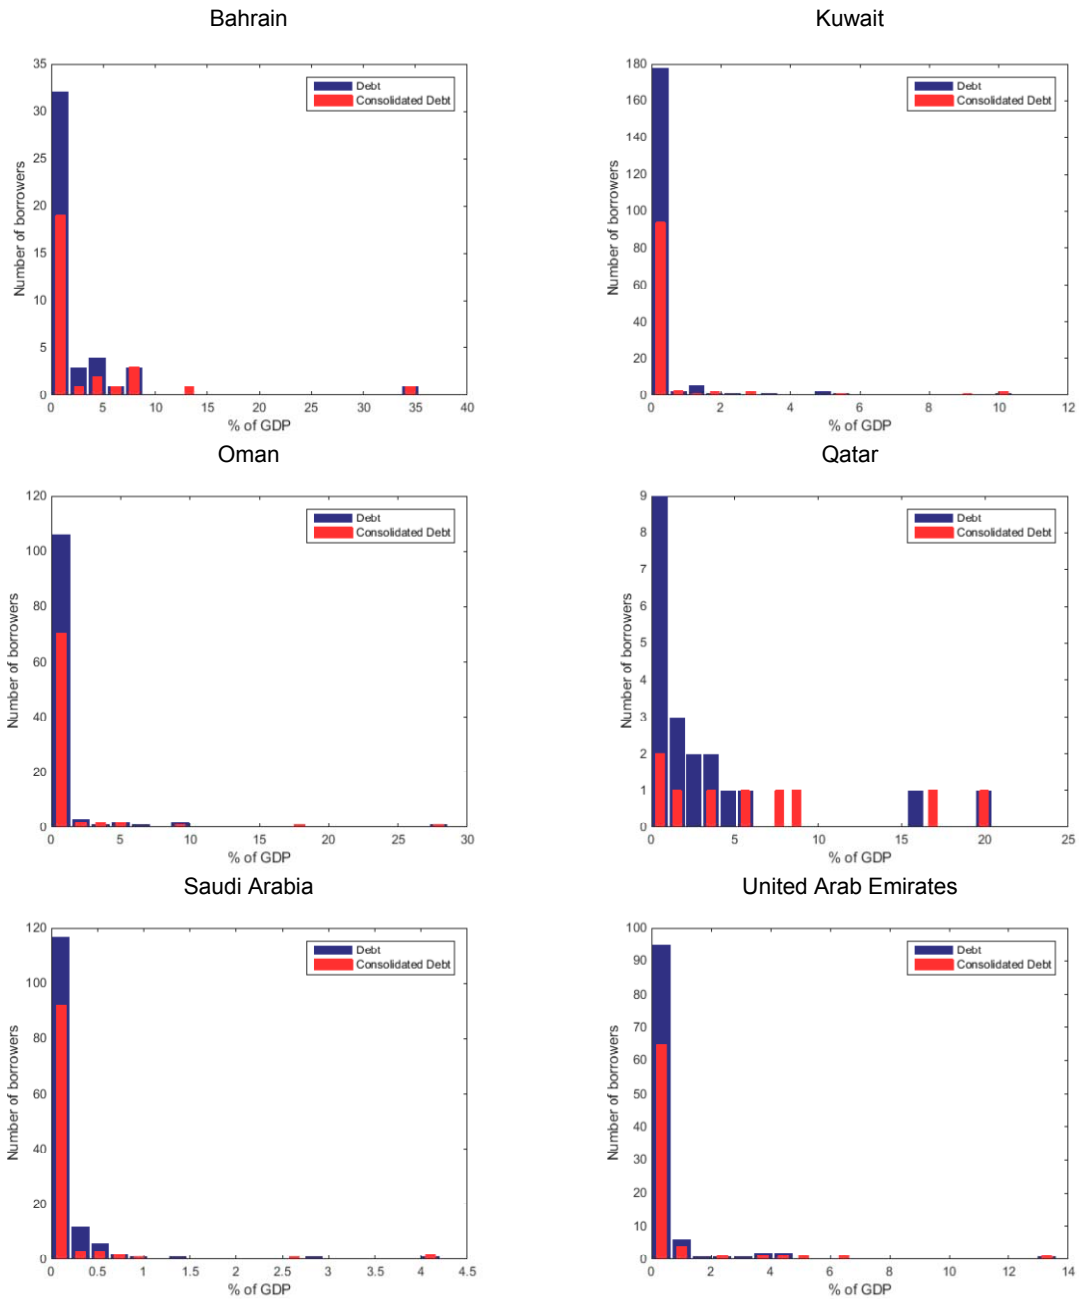 Bahrain
35
30
25
20
15
10
5
0
Number of borrowers
Debt
Consolidated Debt
0 5 10 15 20 25 30 35 40
% of GDP
Kuwait
180
160
140
120
100
80
60
40
20
0
Number of borrowers
Debt
Consolidated Debt
0 2 4 6 8 10 12
% of GDP
Oman
120
100
80
60
40
20
0
Number of borrowers
Debt
Consolidated Debt
0 5 10 15 20 25 30
% of GDP
Qatar
9
8
7
6
5
4
3
2
1
0
Number of borrowers
Debt
Consolidated Debt
0 5 10 15 20 25
% of GDP
Saudi Arabia
120
100
80
60
40
20
0
Number of borrowers
Debt
Consolidated Debt
0 0.5 1 1.5 2 2.5 3 3.5 4 4.5
% of GDP
United Arab Emirates
100
90
80
70
60
50
40
30
20
10
0
Number of borrowers
Debt
Consolidated Debt
0 2 4 6 8 10 12 14
% of GDP